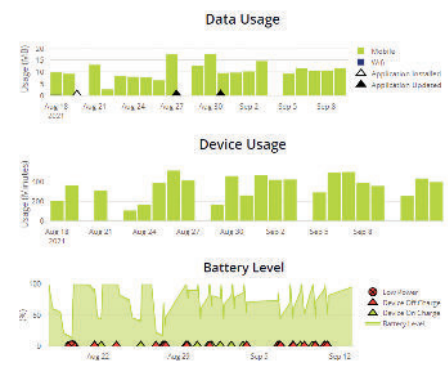 Data Usage
Usage (MB)
20
15
10
5
0
Aug 18
2021
Aug 21
Aug 24
Aug 27
Aug 30
Sep 2
Sep 5
Sep 8
Mobile
Wi-Fi
Application Installed
Application Updated
Device Usage
Usage (Minutes)
400
200
0
Aug 18
2021
Aug 21
Aug 24
Aug 27
Aug 30
Sep 2
Sep 5
Sep 8
Battery Level
(%)
100
50
0
Aug 22
Aug 29
Sep 5
Sep 12
Low Power
Device Off Charge
Device On Charge
Battery Level